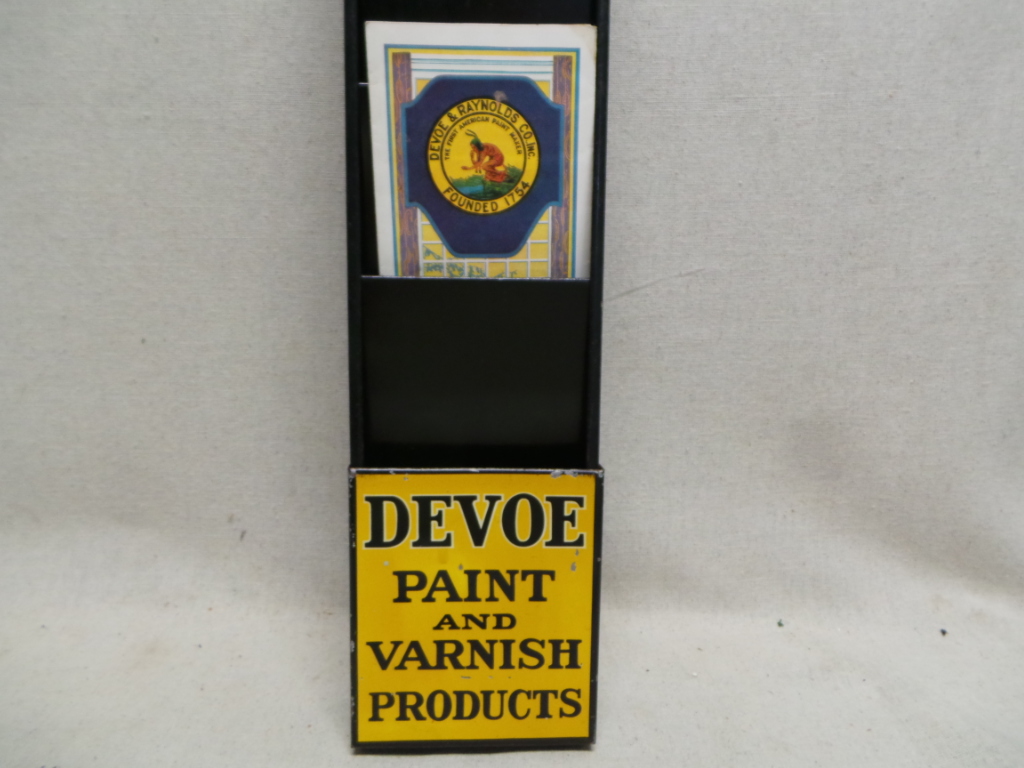 DEVOE & RAYNOLDS CO. INC.
THE FIRST AMERICAN PAINT MAKER
FOUNDED 1754
DEVOE
PAINT
AND
VARNISH
PRODUCTS